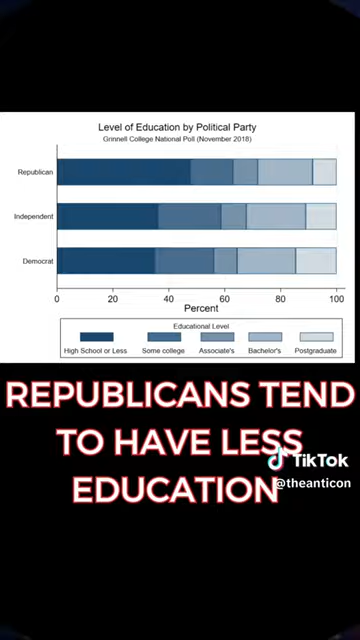 Level of Education by Political Party
Grinnell College National Poll (November 2018)
Republican
Independent
Democrat
0 20 40 60 80 100
Percent
Educational Level
High School or Less Some college Associate's Bachelor's Postgraduate
REPUBLICANS TEND
TO HAVE LESS
TikTok
EDUCATION
@theanticon